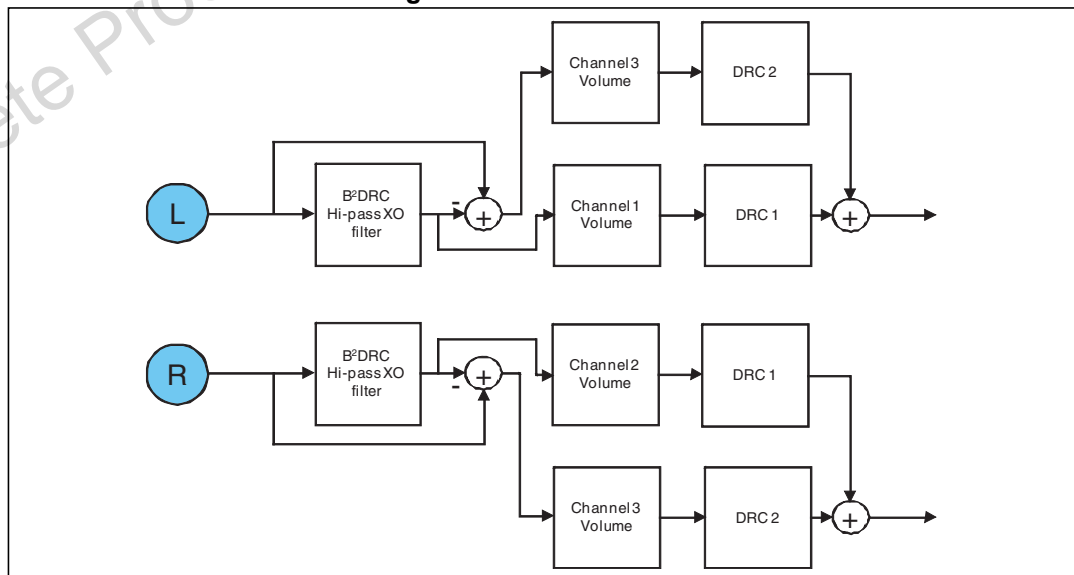 ete Pro
Channel 3
Volume
DRC 2
L
B²DRC
Hi-pass XO
filter
-
+
Channel 1
Volume
DRC 1
+
R
B²DRC
Hi-pass XO
filter
+
-
Channel 2
Volume
DRC 1
Channel 3
Volume
DRC 2
+